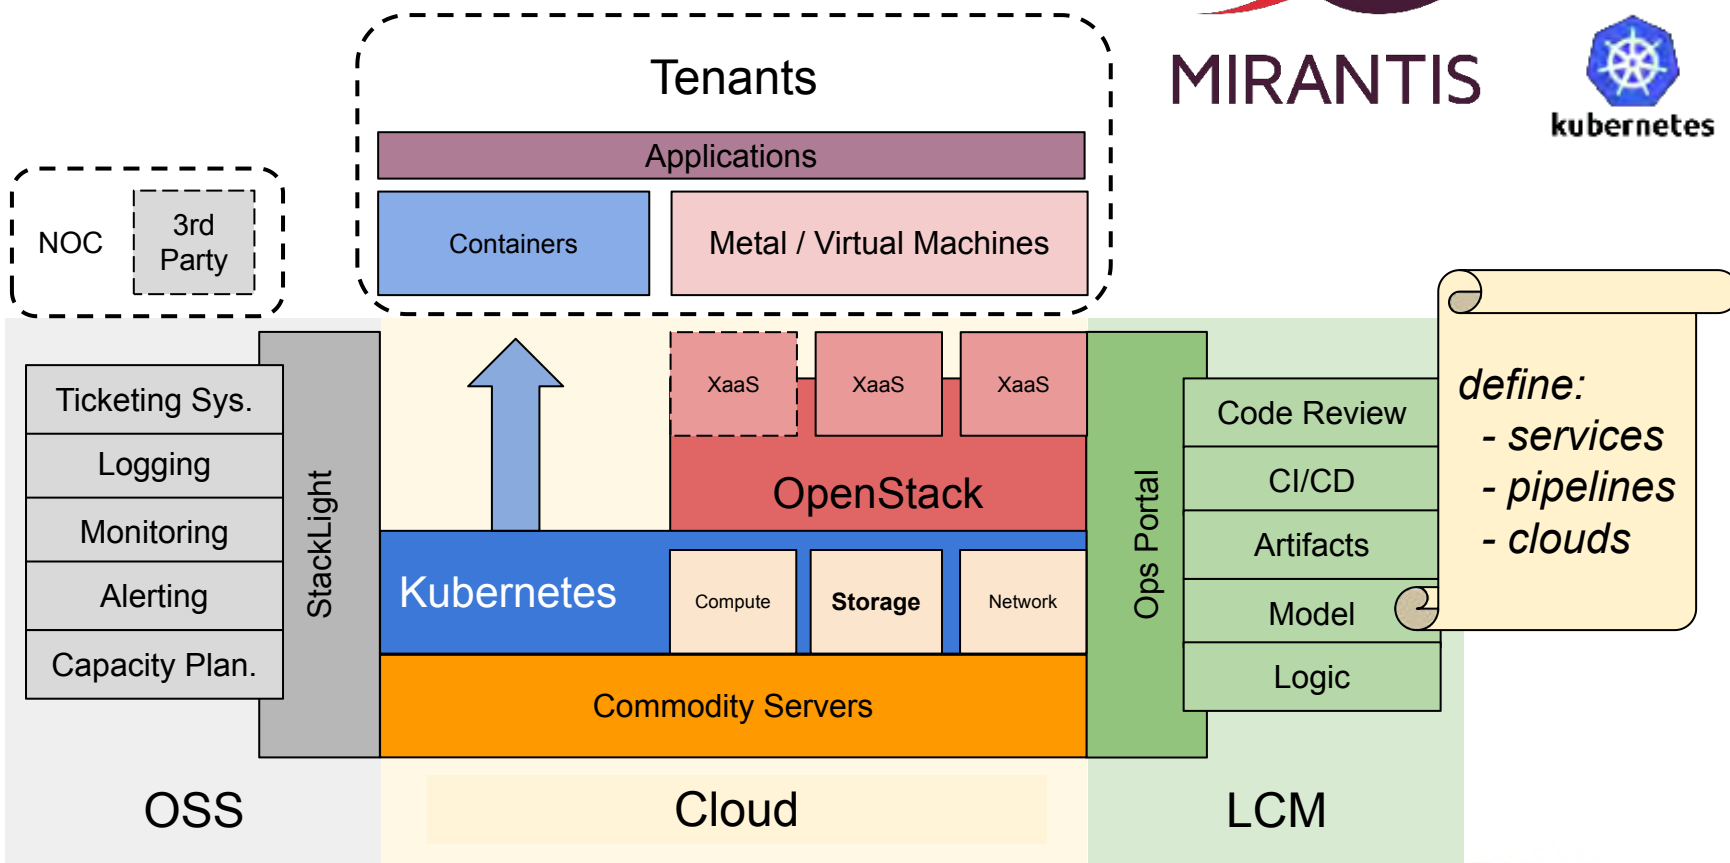 Tenants
MIRANTIS
kubernetes
Applications
NOC
3rd
Party
Containers
Metal / Virtual Machines
Ticketing Sys.
Logging
Monitoring
Alerting
Capacity Plan.
StackLight
XaaS
XaaS
XaaS
OpenStack
Kubernetes
Compute
Storage
Network
Commodity Servers
Ops Portal
Code Review
CI/CD
Artifacts
Model
Logic
define:
- services
- pipelines
- clouds
OSS
Cloud
LCM